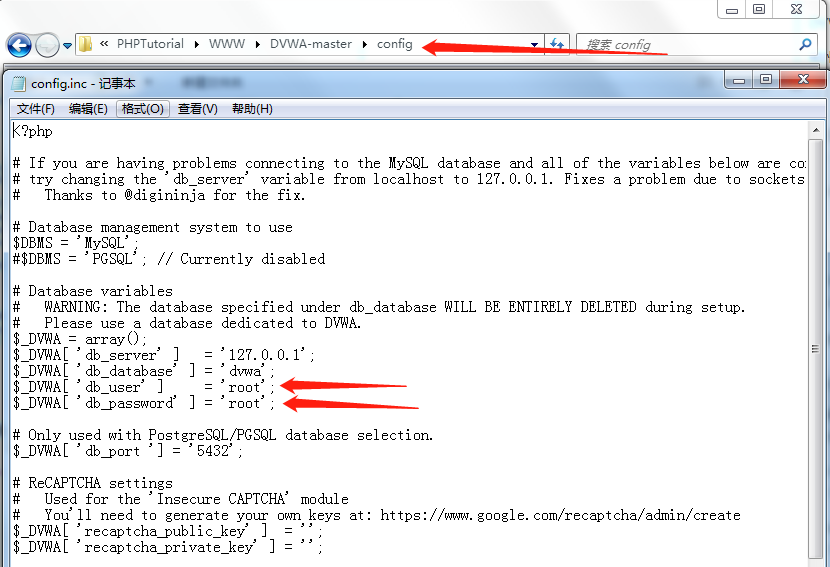 « PHPTutorial ▸ WWW ▸ DVWA-master ▸ config 搜索 config
config.inc - 记事本
文件(F) 编辑(E) 格式(O) 查看(V) 帮助(H)
<?php
# If you are having problems connecting to the MySQL database and all of the variables below are co
# try changing the 'db_server' variable from localhost to 127.0.0.1. Fixes a problem due to sockets
#   Thanks to @digininja for the fix.
# Database management system to use
$DBMS = 'MySQL';
#$DBMS = 'PGSQL'; // Currently disabled
# Database variables
#   WARNING: The database specified under db_database WILL BE ENTIRELY DELETED during setup.
#   Please use a database dedicated to DVWA.
$_DVWA = array();
$_DVWA[ 'db_server' ]   = '127.0.0.1';
$_DVWA[ 'db_database' ] = 'dvwa';
$_DVWA[ 'db_user' ]     = 'root';
$_DVWA[ 'db_password' ] = 'root';
# Only used with PostgreSQL/PGSQL database selection.
$_DVWA[ 'db_port '] = '5432';
# ReCAPTCHA settings
#   Used for the 'Insecure CAPTCHA' module
#   You'll need to generate your own keys at: https://www.google.com/recaptcha/admin/create
$_DVWA[ 'recaptcha_public_key' ]  = '';
$_DVWA[ 'recaptcha_private_key' ] = '';